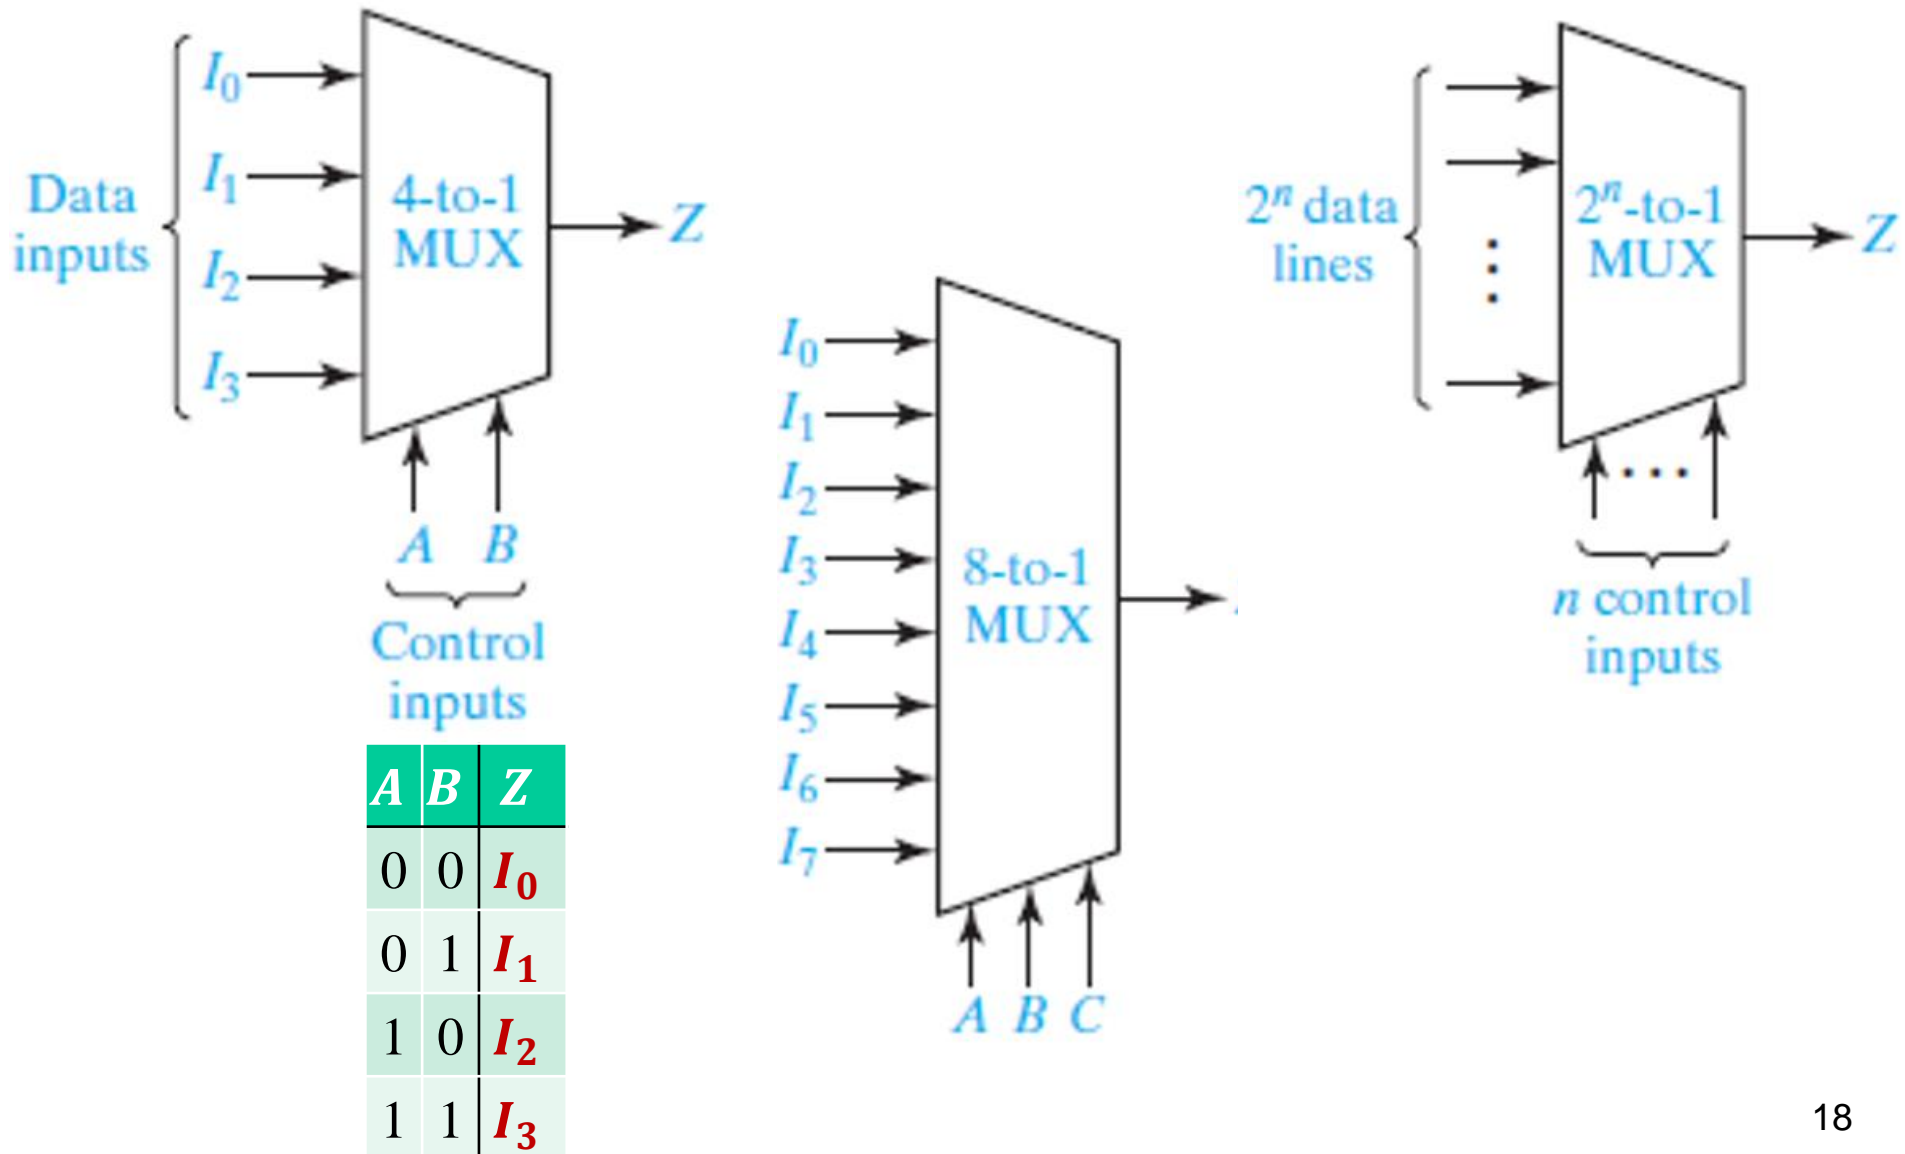 I0
I1
I2
I3
Data
inputs
4-to-1
MUX
Z
A B
Control
inputs
A B Z
0 0 I0
0 1 I1
1 0 I2
1 1 I3
I0
I1
I2
I3
I4
I5
I6
I7
8-to-1
MUX
A B C
2ⁿ data
lines
2ⁿ-to-1
MUX
Z
n control
inputs
18